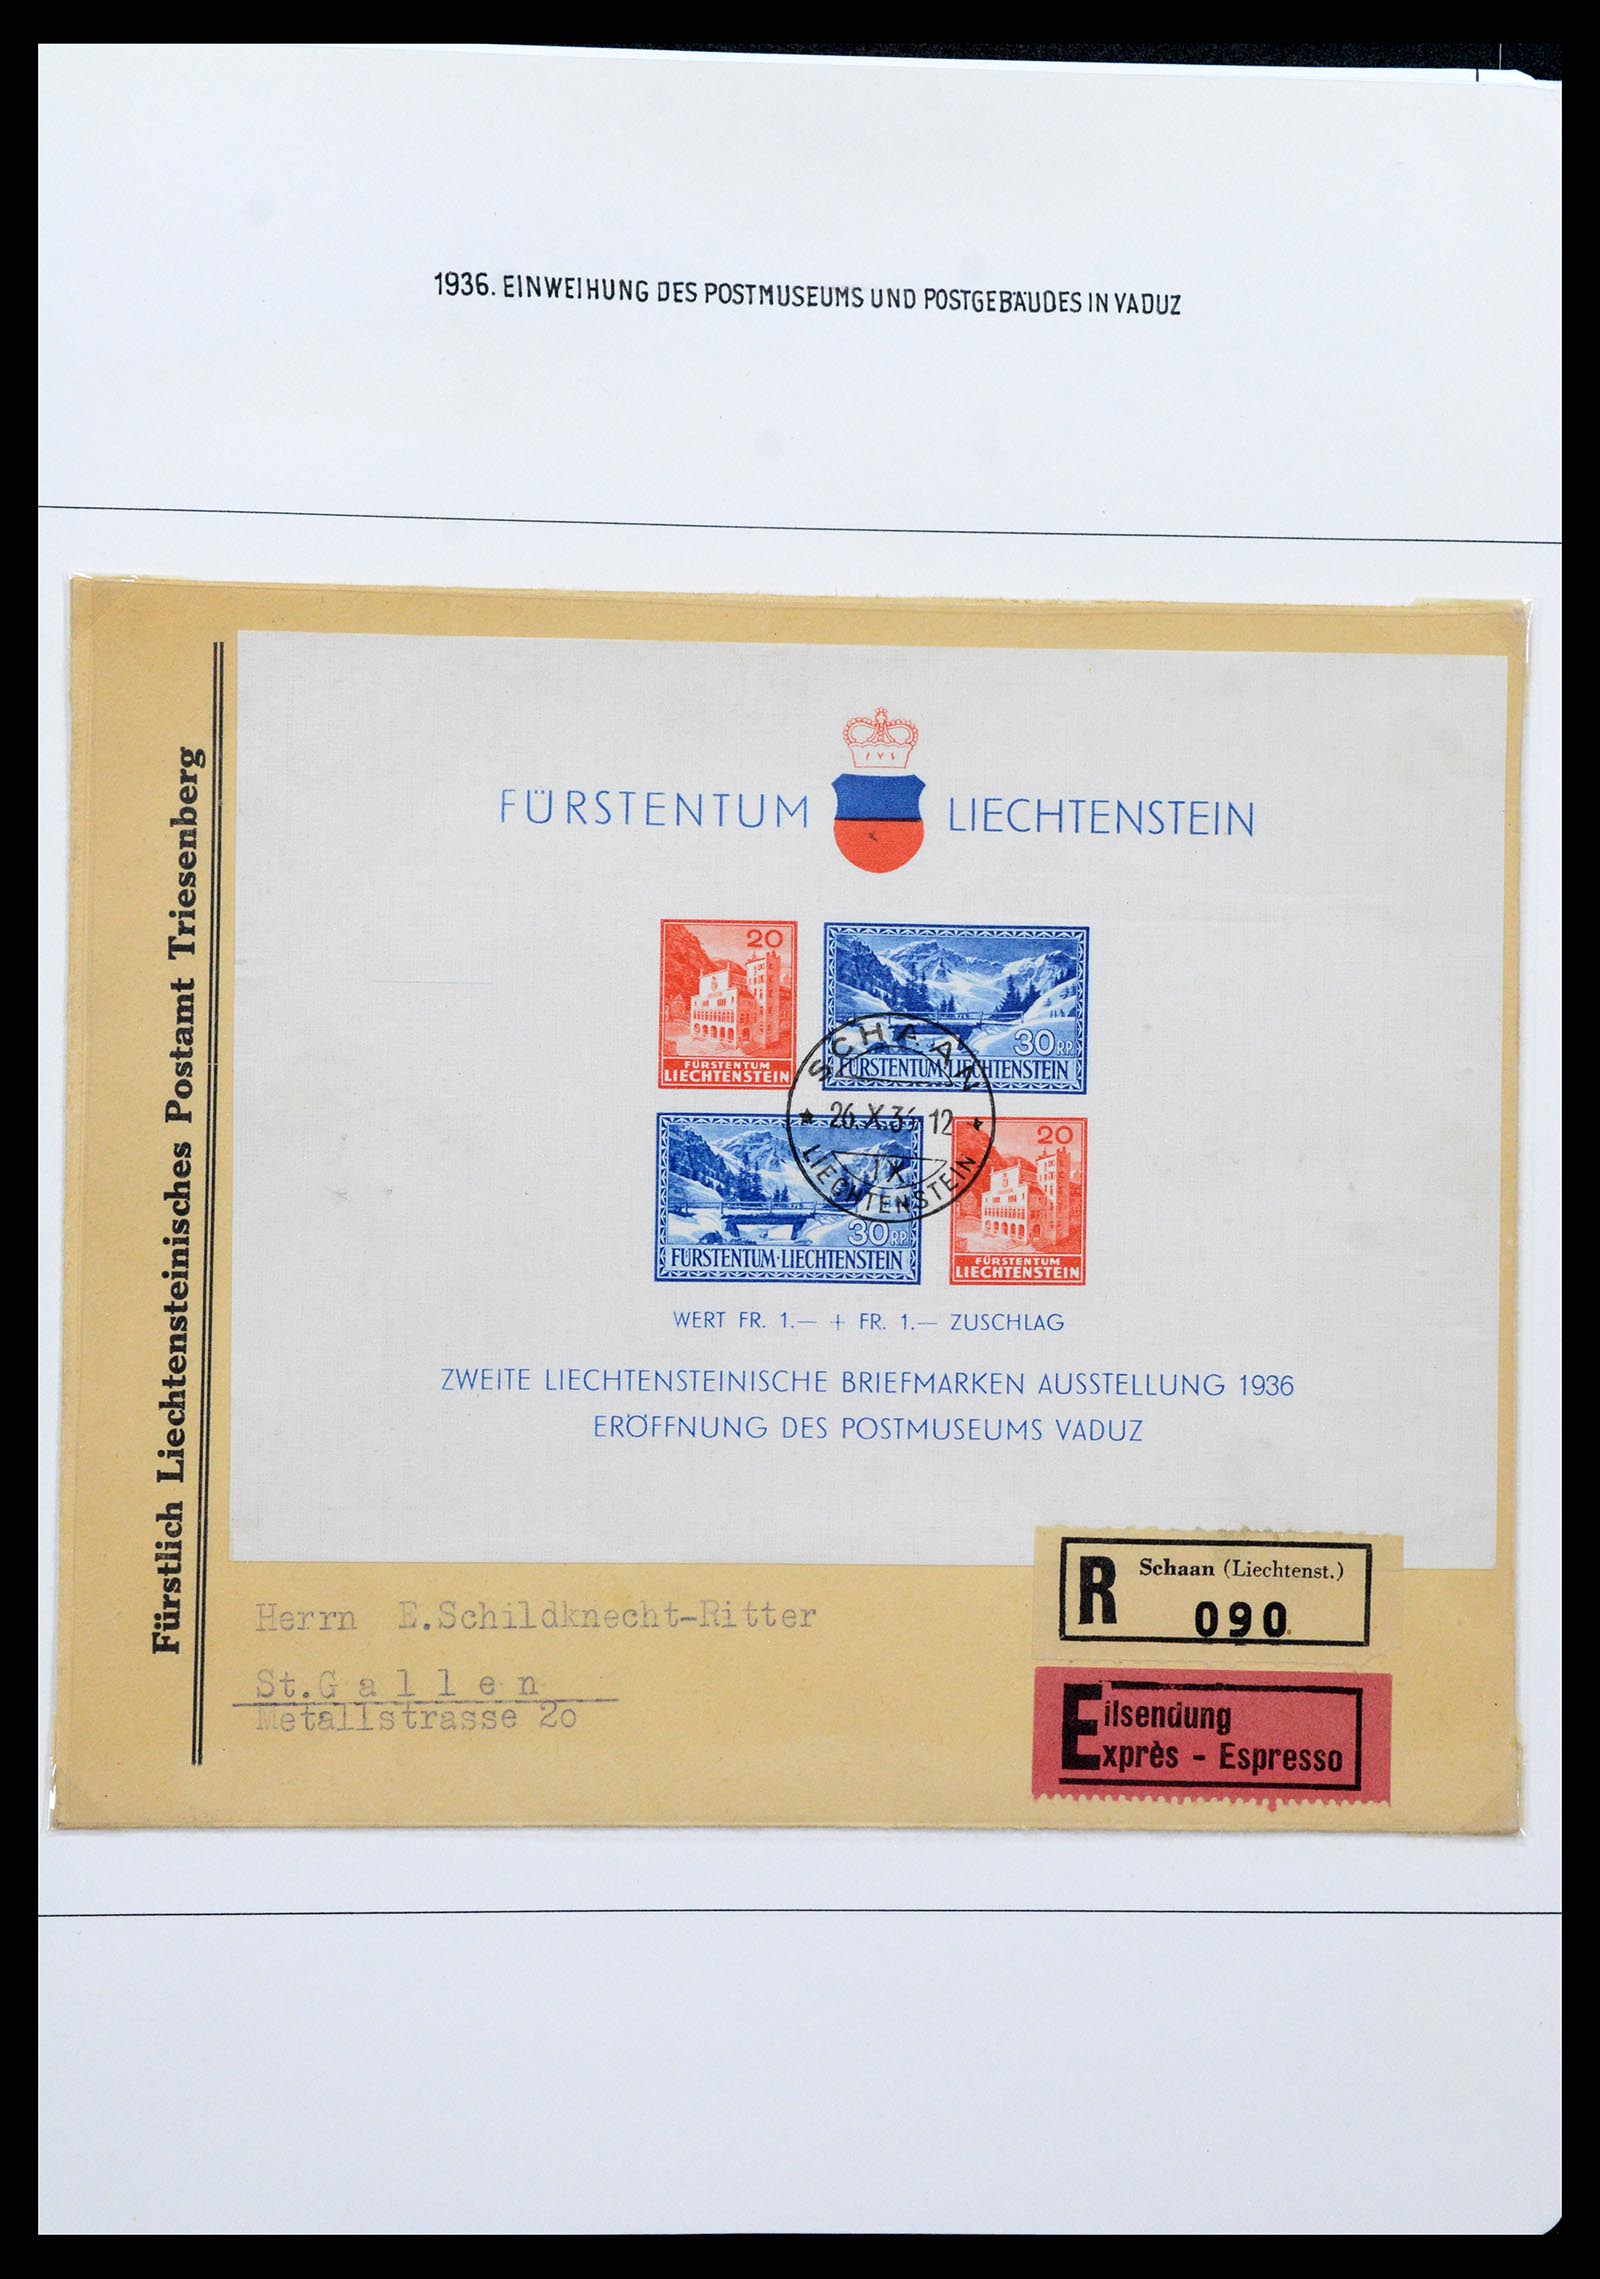 1936. EINWEIHUNG DES POSTMUSEUMS UND POSTGEBÄUDES IN VADUZ
Fürstlich Liechtensteinisches Postamt Triesenberg
FÜRSTENTUM LIECHTENSTEIN
20
FÜRSTENTUM
LIECHTENSTEIN
30 RP.
FÜRSTENTUM·LIECHTENSTEIN
SCHAAN
26.X.36 12
LIECHTENSTEIN
30 RP.
FÜRSTENTUM·LIECHTENSTEIN
20
FÜRSTENTUM
LIECHTENSTEIN
WERT FR. 1.— + FR. 1.— ZUSCHLAG
ZWEITE LIECHTENSTEINISCHE BRIEFMARKEN AUSSTELLUNG 1936
ERÖFFNUNG DES POSTMUSEUMS VADUZ
R Schaan (Liechtenst.)
090
Herrn E.Schildknecht-Ritter
St.Gallen
Metallstrasse 20
Eilsendung
Exprès - Espresso